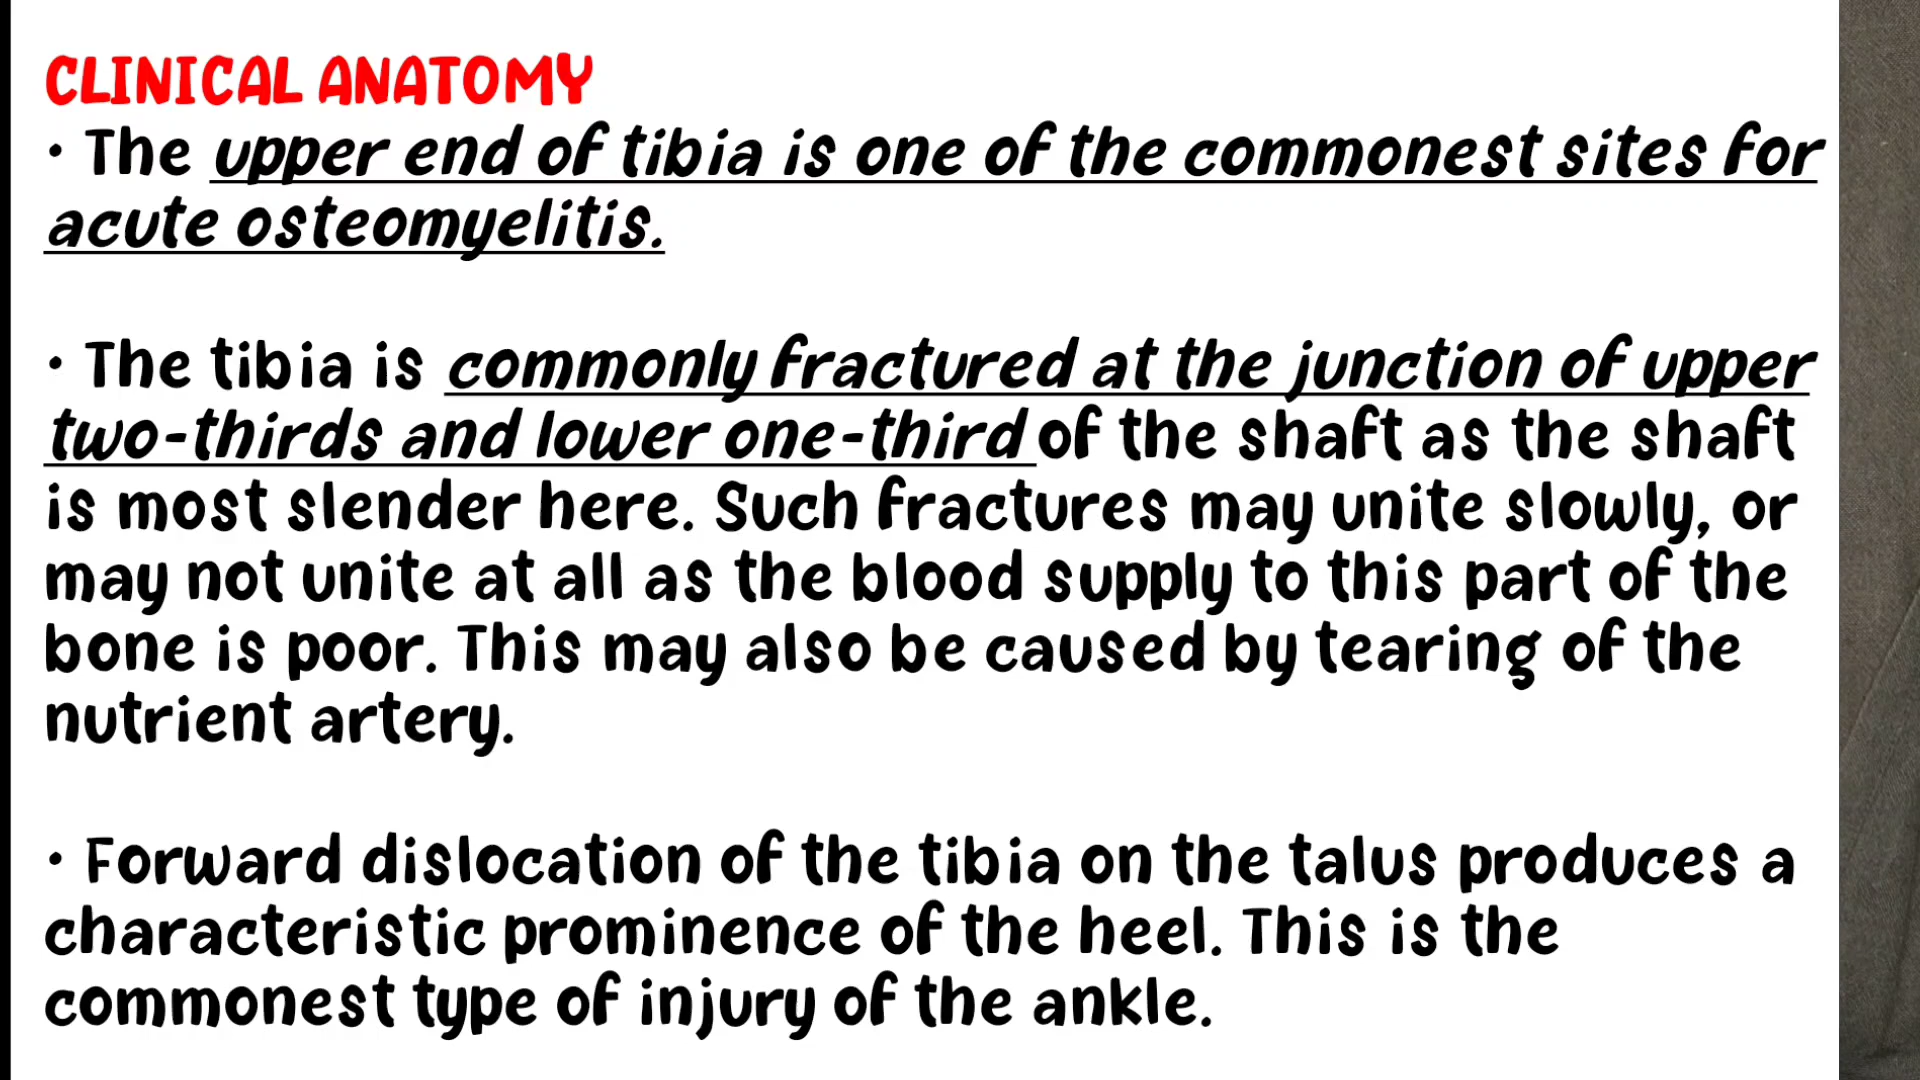 CLINICAL ANATOMY
• The upper end of tibia is one of the commonest sites for
acute osteomyelitis.
• The tibia is commonly fractured at the junction of upper
two-thirds and lower one-third of the shaft as the shaft
is most slender here. Such fractures may unite slowly, or
may not unite at all as the blood supply to this part of the
bone is poor. This may also be caused by tearing of the
nutrient artery.
• Forward dislocation of the tibia on the talus produces a
characteristic prominence of the heel. This is the
commonest type of injury of the ankle.